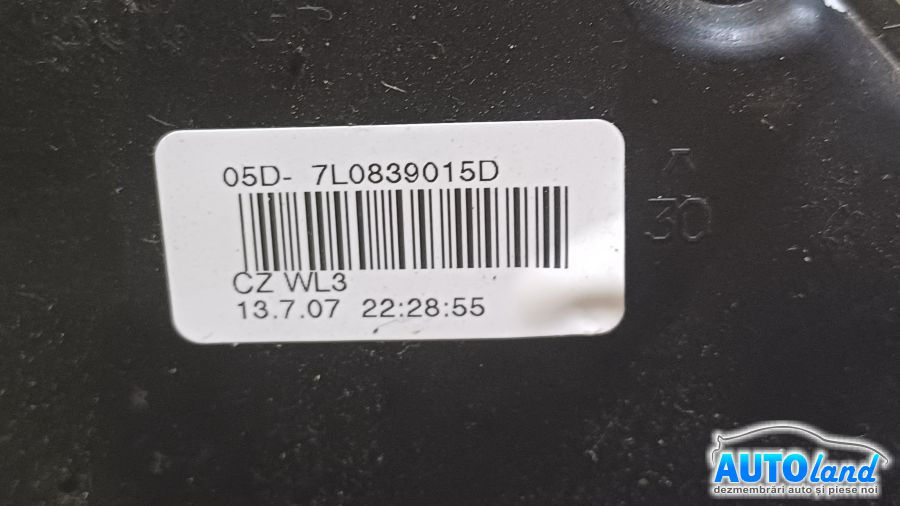 05D- 7L0839015D
CZ WL3
13.7.07 22:28:55
30
AUTOland
dezmembrări auto și piese noi